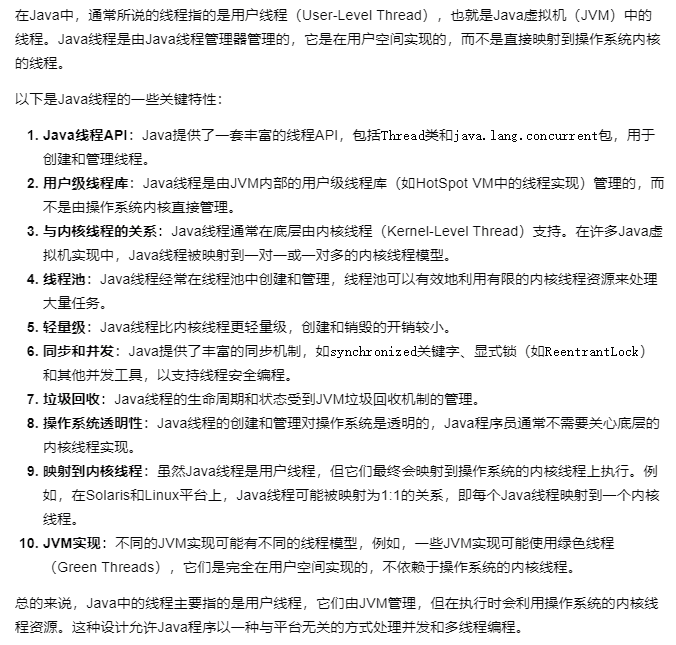 在Java中，通常所说的线程指的是用户线程（User-Level Thread），也就是Java虚拟机（JVM）中的
线程。Java线程是由Java线程管理器管理的，它是在用户空间实现的，而不是直接映射到操作系统内核
的线程。
以下是Java线程的一些关键特性：
1. Java线程API：Java提供了一套丰富的线程API，包括Thread类和java.lang.concurrent包，用于
创建和管理线程。
2. 用户级线程库：Java线程是由JVM内部的用户级线程库（如HotSpot VM中的线程实现）管理的，而
不是由操作系统内核直接管理。
3. 与内核线程的关系：Java线程通常在底层由内核线程（Kernel-Level Thread）支持。在许多Java虚
拟机实现中，Java线程被映射到一对一或一对多的内核线程模型。
4. 线程池：Java线程经常在线程池中创建和管理，线程池可以有效地利用有限的内核线程资源来处理
大量任务。
5. 轻量级：Java线程比内核线程更轻量级，创建和销毁的开销较小。
6. 同步和并发：Java提供了丰富的同步机制，如synchronized关键字、显式锁（如ReentrantLock）
和其他并发工具，以支持线程安全编程。
7. 垃圾回收：Java线程的生命周期和状态受到JVM垃圾回收机制的管理。
8. 操作系统透明性：Java线程的创建和管理对操作系统是透明的，Java程序员通常不需要关心底层的
内核线程实现。
9. 映射到内核线程：虽然Java线程是用户线程，但它们最终会映射到操作系统的内核线程上执行。例
如，在Solaris和Linux平台上，Java线程可能被映射为1:1的关系，即每个Java线程映射到一个内核
线程。
10. JVM实现：不同的JVM实现可能有不同的线程模型，例如，一些JVM实现可能使用绿色线程
（Green Threads），它们是完全在用户空间实现的，不依赖于操作系统的内核线程。
总的来说，Java中的线程主要指的是用户线程，它们由JVM管理，但在执行时会利用操作系统的内核线
程资源。这种设计允许Java程序以一种与平台无关的方式处理并发和多线程编程。